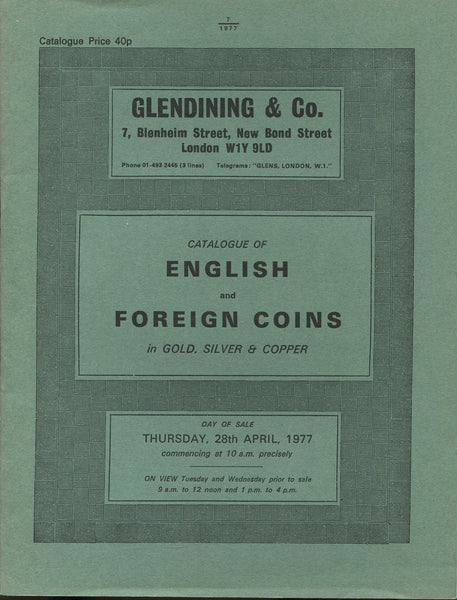 7
1977
Catalogue Price 40p
GLENDINING & Co.
7, Blenheim Street, New Bond Street
London W1Y 9LD
Phone 01-493 2445 (3 lines) Telegrams: "GLENS, LONDON, W.1."
CATALOGUE OF
ENGLISH
and
FOREIGN COINS
in GOLD, SILVER & COPPER
DAY OF SALE
THURSDAY, 28th APRIL, 1977
commencing at 10 a.m. precisely
ON VIEW Tuesday and Wednesday prior to sale
9 a.m. to 12 noon and 1 p.m. to 4 p.m.